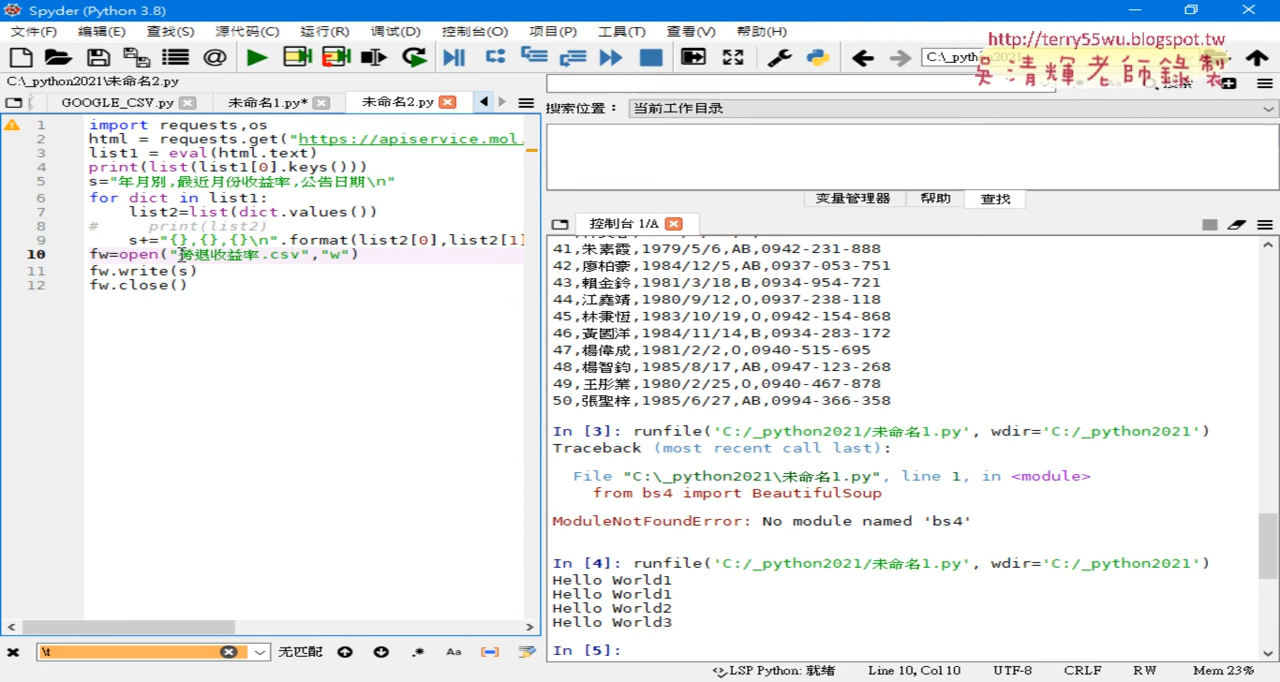 Spyder (Python 3.8)
文件(F) 编辑(E) 查找(S) 源代码(C) 运行(R) 调试(D) 控制台(O) 项目(P) 工具(T) 查看(V) 帮助(H)
http://terry55wu.blogspot.tw
吳清輝老師錄製
C:\_python2021\未命名2.py
GOOGLE_CSV.py 未命名1.py* 未命名2.py
搜索位置： 当前工作目录
1 import requests,os
2 html = requests.get("https://apiservice.mol.
3 list1 = eval(html.text)
4 print(list(list1[0].keys()))
5 s="年月別,最近月份收益率,公告日期\n"
6 for dict in list1:
7 list2=list(dict.values())
8 # print(list2)
9 s+="{},{},{}\n".format(list2[0],list2[1]
10 fw=open("勞退收益率.csv","w")
11 fw.write(s)
12 fw.close()
变量管理器 帮助 查找
控制台 1/A
41,朱素霞,1979/5/6,AB,0942-231-888
42,廖柏豪,1984/12/5,AB,0937-053-751
43,賴金鈴,1981/3/18,B,0934-954-721
44,江堯靖,1980/9/12,O,0937-238-118
45,林秉恆,1983/10/19,O,0942-154-868
46,黃國洋,1984/11/14,B,0934-283-172
47,楊偉成,1981/2/2,O,0940-515-695
48,楊智鈞,1985/8/17,AB,0947-123-268
49,王彤業,1980/2/25,O,0940-467-878
50,張聖梓,1985/6/27,AB,0994-366-358
In [3]: runfile('C:/_python2021/未命名1.py', wdir='C:/_python2021')
Traceback (most recent call last):
File "C:\_python2021\未命名1.py", line 1, in <module>
from bs4 import BeautifulSoup
ModuleNotFoundError: No module named 'bs4'
In [4]: runfile('C:/_python2021/未命名1.py', wdir='C:/_python2021')
Hello World1
Hello World1
Hello World2
Hello World3
In [5]:
\t 无匹配 .* Aa
LSP Python: 就绪 Line 10, Col 10 UTF-8 CRLF RW Mem 23%